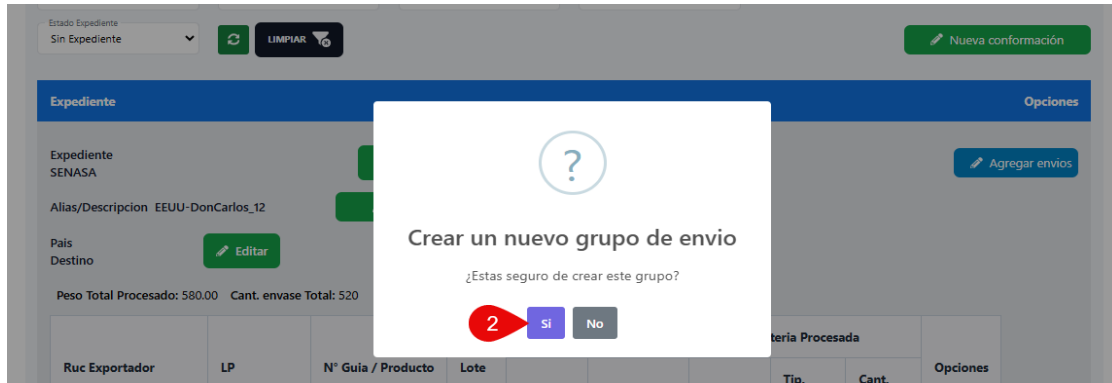 Estado Expediente
Sin Expediente
LIMPIAR
Nueva conformación
Expediente
Opciones
Expediente
SENASA
Agregar envios
Alias/Descripcion EEUU-DonCarlos_12
Pais
Destino
Editar
Peso Total Procesado: 580.00 Cant. envase Total: 520
?
Crear un nuevo grupo de envio
¿Estas seguro de crear este grupo?
2
Si
No
Procesada
Ruc Exportador
LP
N° Guia / Producto
Lote
Tip.
Cant.
Opciones